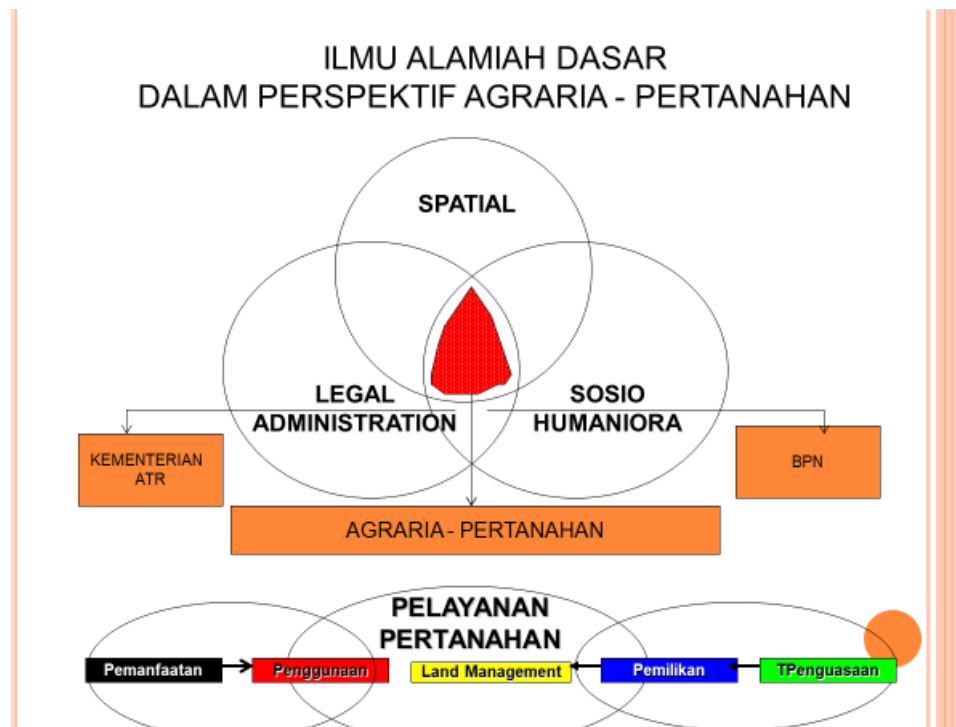 ILMU ALAMIAH DASAR
DALAM PERSPEKTIF AGRARIA - PERTANAHAN
SPATIAL
LEGAL
ADMINISTRATION
SOSIO
HUMANIORA
KEMENTERIAN
ATR
BPN
AGRARIA - PERTANAHAN
PELAYANAN
PERTANAHAN
Pemanfaatan
Penggunaan
Land Management
Pemilikan
TPenguasaan